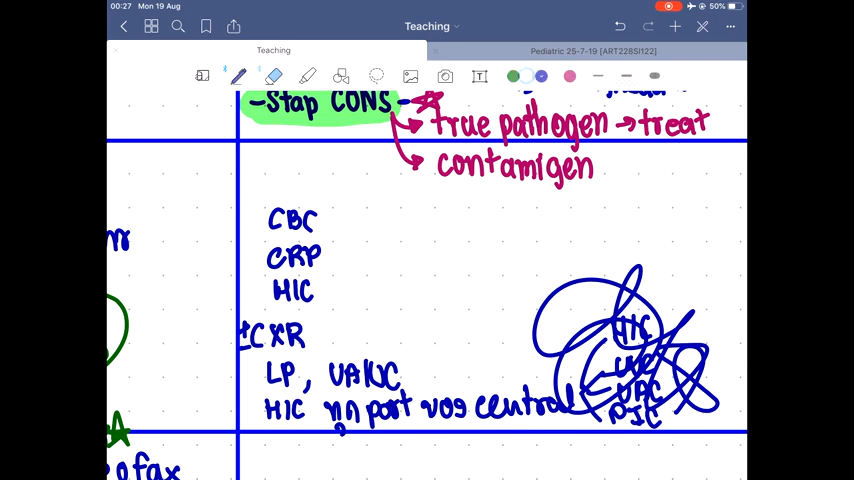 00:27 Mon 19 Aug
50%
Teaching
Teaching
Pediatric 25-7-19 [ART228SI122]
-Stap CONS -
true pathogen → treat
contamigen
CBC
CRP
H/C
± CXR
LP, UA/UC
H/C ทุก port ของ central
H/C
UAC
PIC
ofax